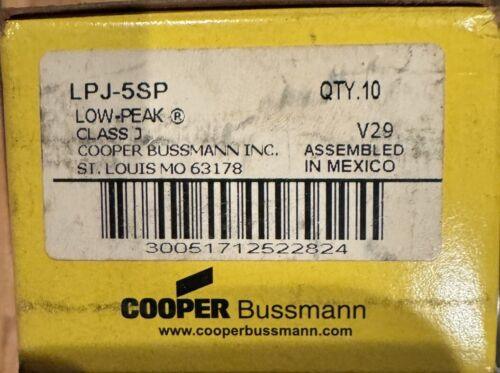 LPJ-5SP QTY.10
LOW-PEAK ®
CLASS J V29
COOPER BUSSMANN INC. ASSEMBLED
ST. LOUIS MO 63178 IN MEXICO
30051712522824
COOPER Bussmann
www.cooperbussmann.com